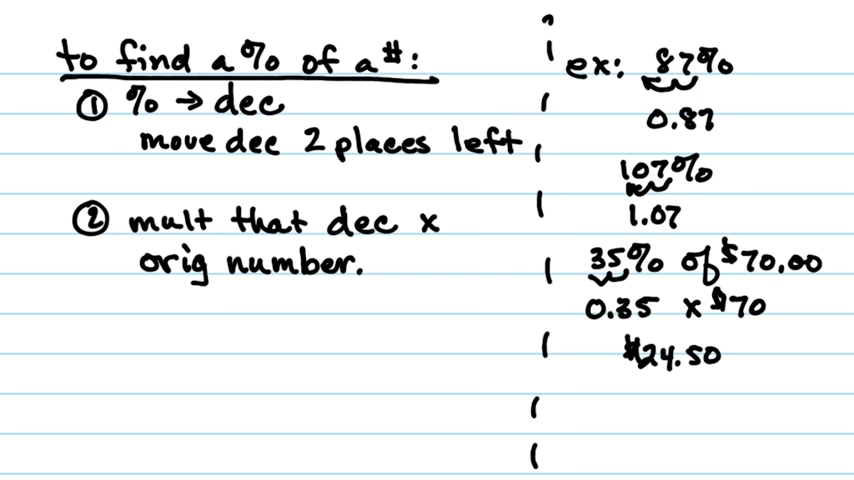 to find a % of a #:
① % → dec
move dec 2 places left
② mult that dec x
orig number.
ex: 87%
0.87
107%
1.07
35% of $70.00
0.35 x $70
$24.50